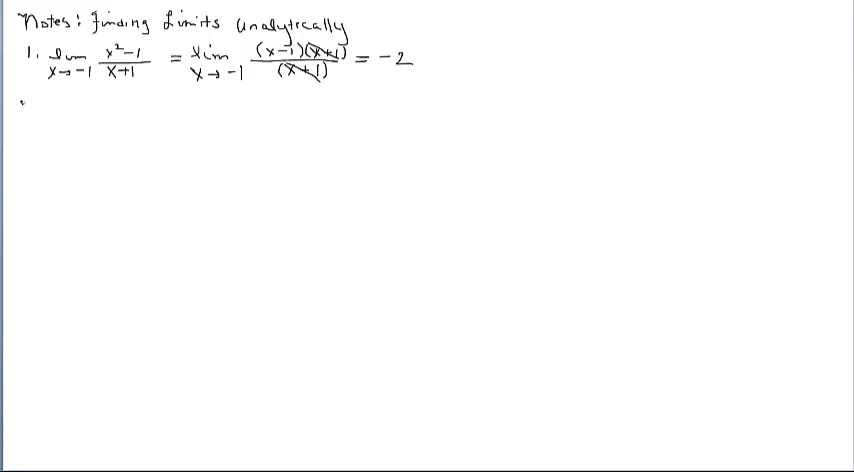 Notes: Finding Limits analytically
1. lim x→-1 x²-1/x+1 = lim x→-1 (x-1)(x+1)/(x+1) = -2